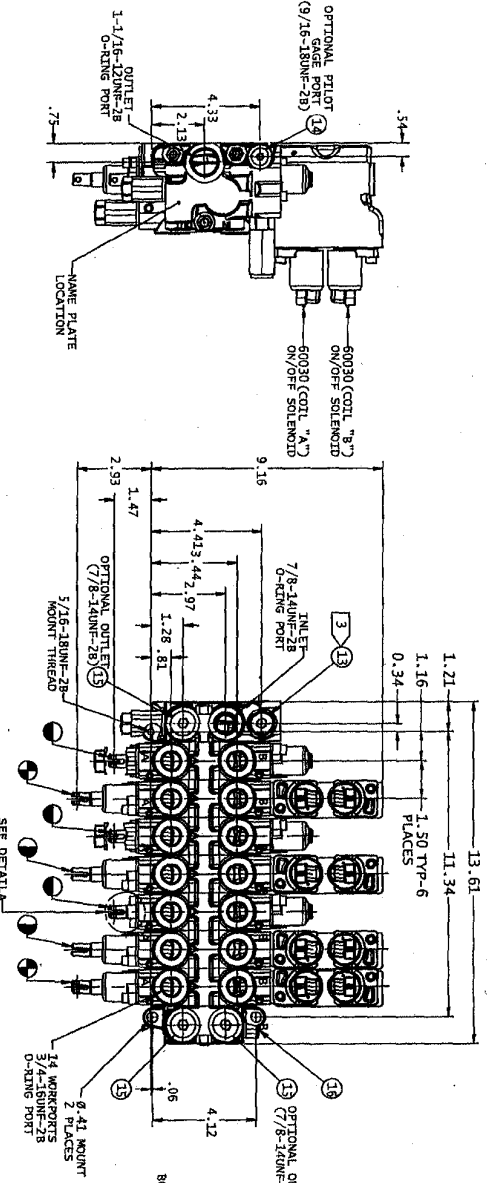 OPTIONAL PILOT
GAGE PORT
(9/16-18UNF-2B)
14
.54
4.33
2.13
OUTLET
1-1/16-12UNF-2B
O-RING PORT
.75
NAME PLATE
LOCATION
60030(COIL "B")
ON/OFF SOLENOID
60030(COIL "A")
ON/OFF SOLENOID
13.61
11.34
1.21
1.16
0.34
1.50 TYP-6
PLACES
3
13
INLET
7/8-14UNF-2B
O-RING PORT
9.16
4.41
3.44
2.97
1.28
.81
2.93
1.47
OPTIONAL OUTLET
(7/8-14UNF-2B)
15
5/16-18UNF-2B
MOUNT THREAD
A
B
A
B
A
B
SEE DETAIL A
14 WORKPORTS
3/4-16UNF-2B
O-RING PORT
Ø.41 MOUNT
2 PLACES
15
.06
4.12
16
15
OPTIONAL
(7/8-14UNF-